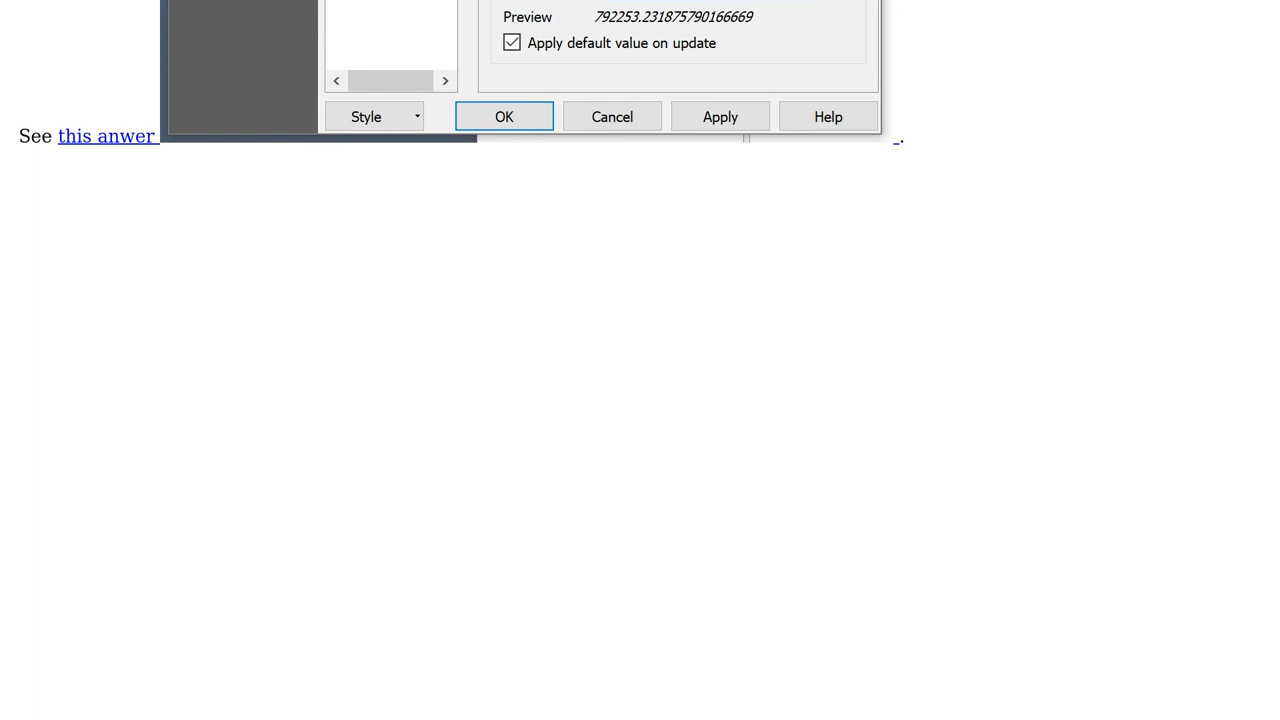 Preview 792253.231875790166669
Apply default value on update
Style OK Cancel Apply Help
See this anwer .